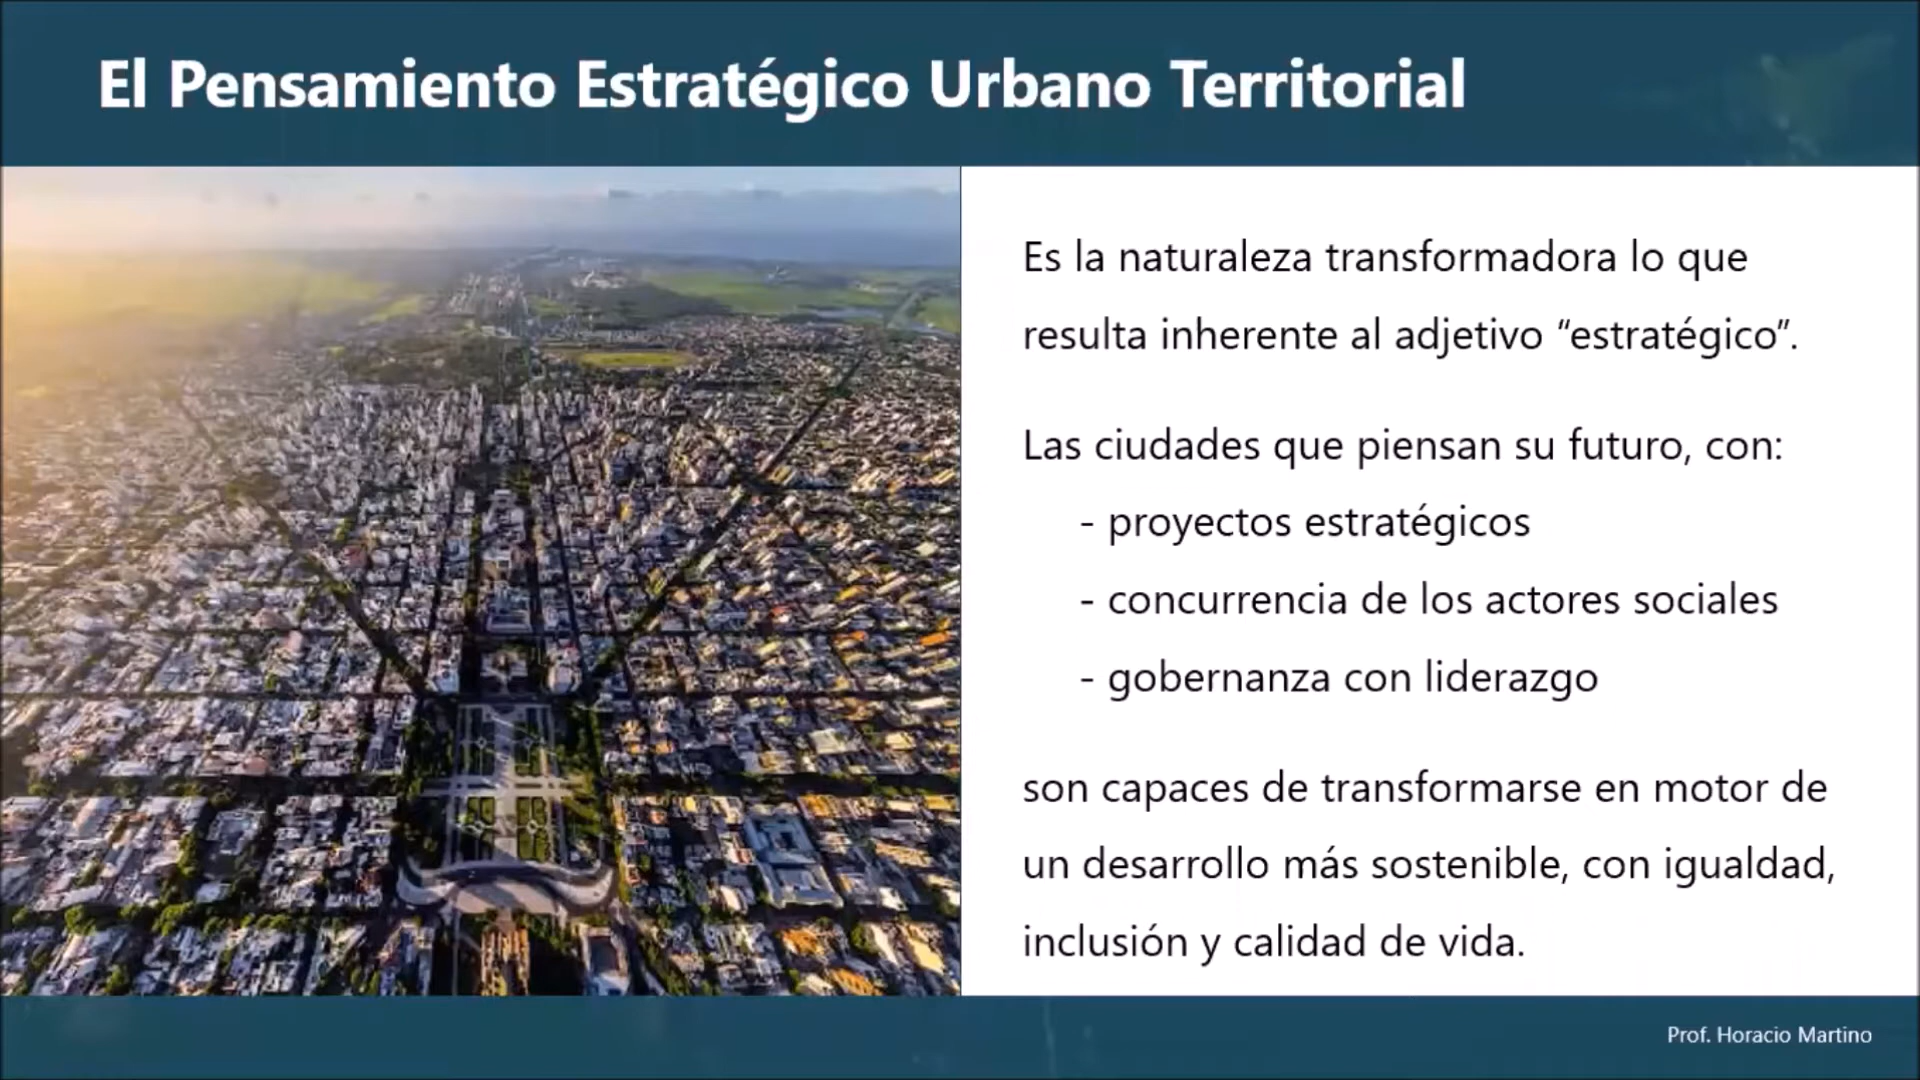 El Pensamiento Estratégico Urbano Territorial
Es la naturaleza transformadora lo que
resulta inherente al adjetivo “estratégico”.
Las ciudades que piensan su futuro, con:
- proyectos estratégicos
- concurrencia de los actores sociales
- gobernanza con liderazgo
son capaces de transformarse en motor de
un desarrollo más sostenible, con igualdad,
inclusión y calidad de vida.
Prof. Horacio Martino